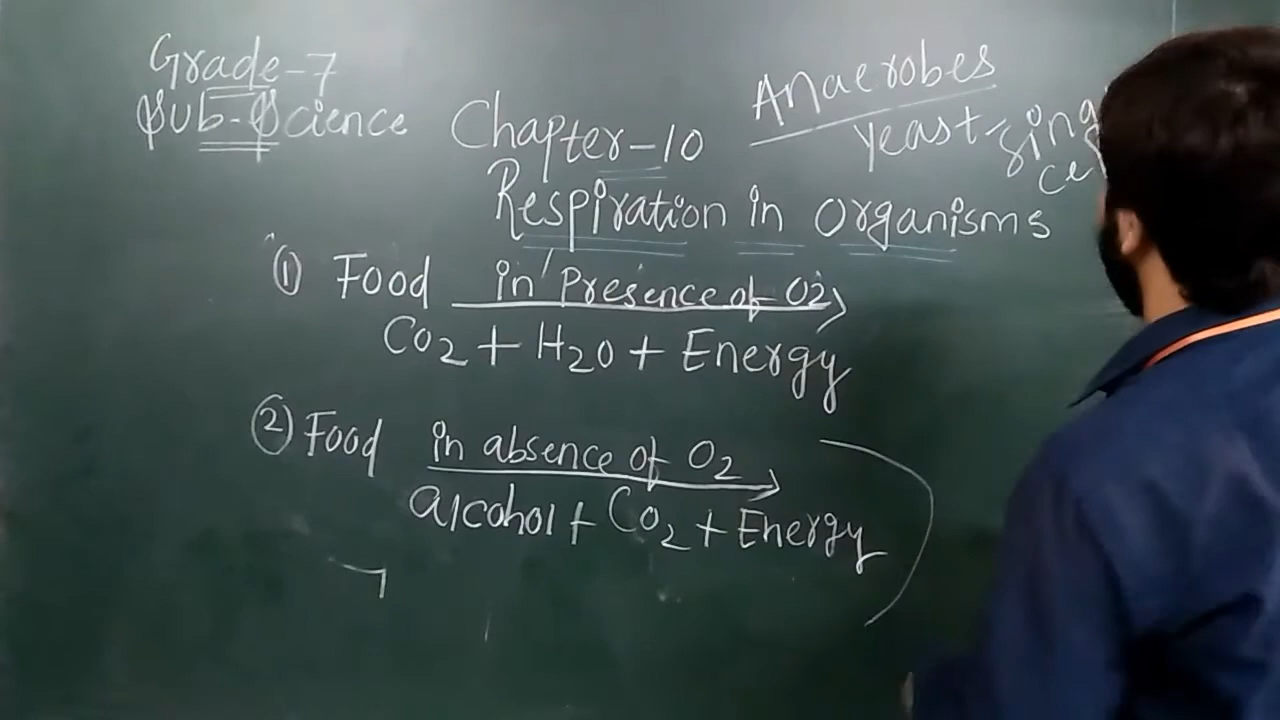 Grade-7
Sub-Science
Chapter-10
Respiration in Organisms
Anaerobes
yeast-
① Food in presence of O2
CO2 + H2O + Energy
② Food in absence of O2
alcohol + CO2 + Energy